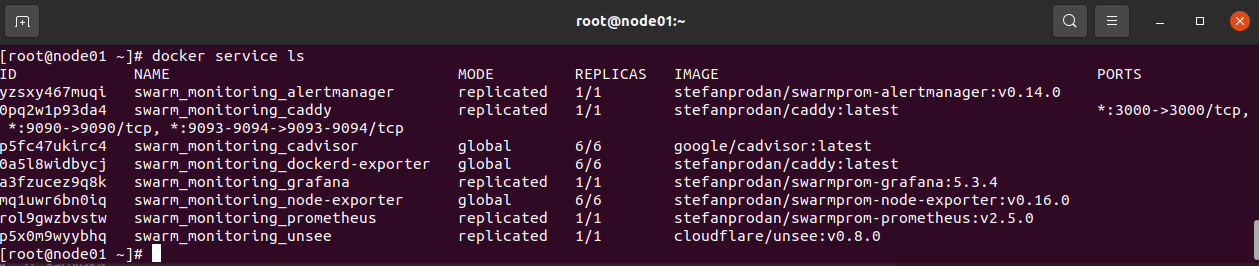 root@node01:~
[root@node01 ~]# docker service ls
ID NAME MODE REPLICAS IMAGE PORTS
yzsxy467muqi swarm_monitoring_alertmanager replicated 1/1 stefanprodan/swarmprom-alertmanager:v0.14.0
0pq2w1p93da4 swarm_monitoring_caddy replicated 1/1 stefanprodan/caddy:latest *:3000->3000/tcp,
*:9090->9090/tcp, *:9093-9094->9093-9094/tcp
p5fc47ukirc4 swarm_monitoring_cadvisor global 6/6 google/cadvisor:latest
0a5l8widbycj swarm_monitoring_dockerd-exporter global 6/6 stefanprodan/caddy:latest
a3fzucez9q8k swarm_monitoring_grafana replicated 1/1 stefanprodan/swarmprom-grafana:5.3.4
mq1uwr6bn0iq swarm_monitoring_node-exporter global 6/6 stefanprodan/swarmprom-node-exporter:v0.16.0
rol9gwzbvstw swarm_monitoring_prometheus replicated 1/1 stefanprodan/swarmprom-prometheus:v2.5.0
p5x0m9wyybhq swarm_monitoring_unsee replicated 1/1 cloudflare/unsee:v0.8.0
[root@node01 ~]#